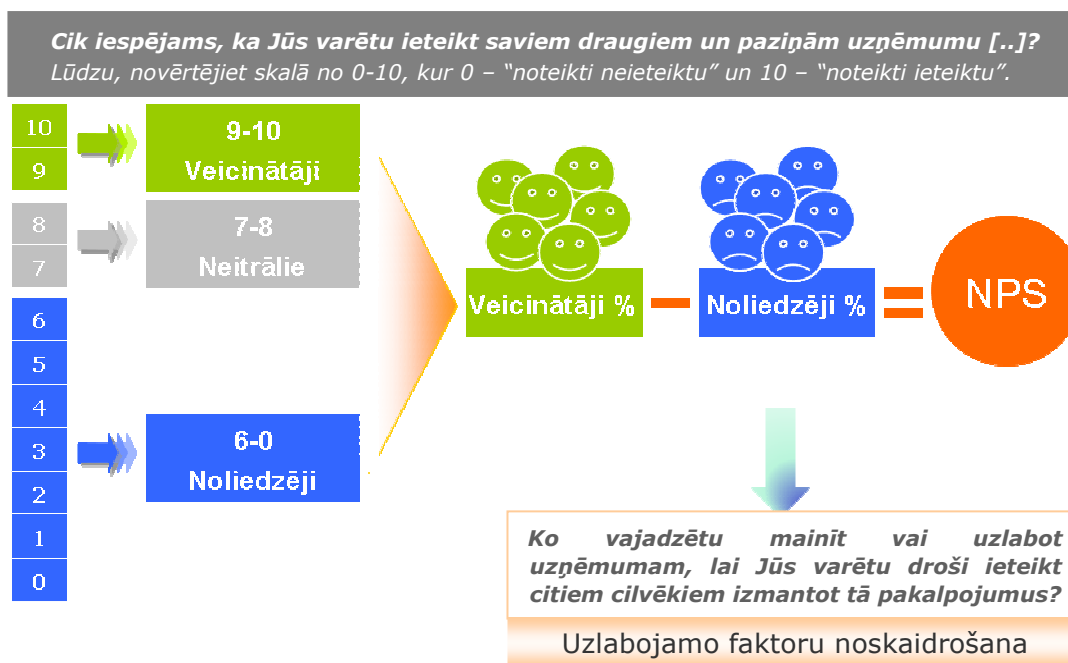 Cik iespējams, ka Jūs varētu ieteikt saviem draugiem un paziņām uzņēmumu [..]?
Lūdzu, novērtējiet skalā no 0-10, kur 0 – “noteikti neieteiktu” un 10 – “noteikti ieteiktu”.
10
9
9-10
Veicinātāji
8
7
7-8
Neitrālie
6
5
4
3
2
1
0
6-0
Noliedzēji
Veicinātāji %
Noliedzēji %
NPS
Ko vajadzētu mainīt vai uzlabot
uzņēmumam, lai Jūs varētu droši ieteikt
citiem cilvēkiem izmantot tā pakalpojumus?
Uzlabojamo faktoru noskaidrošana